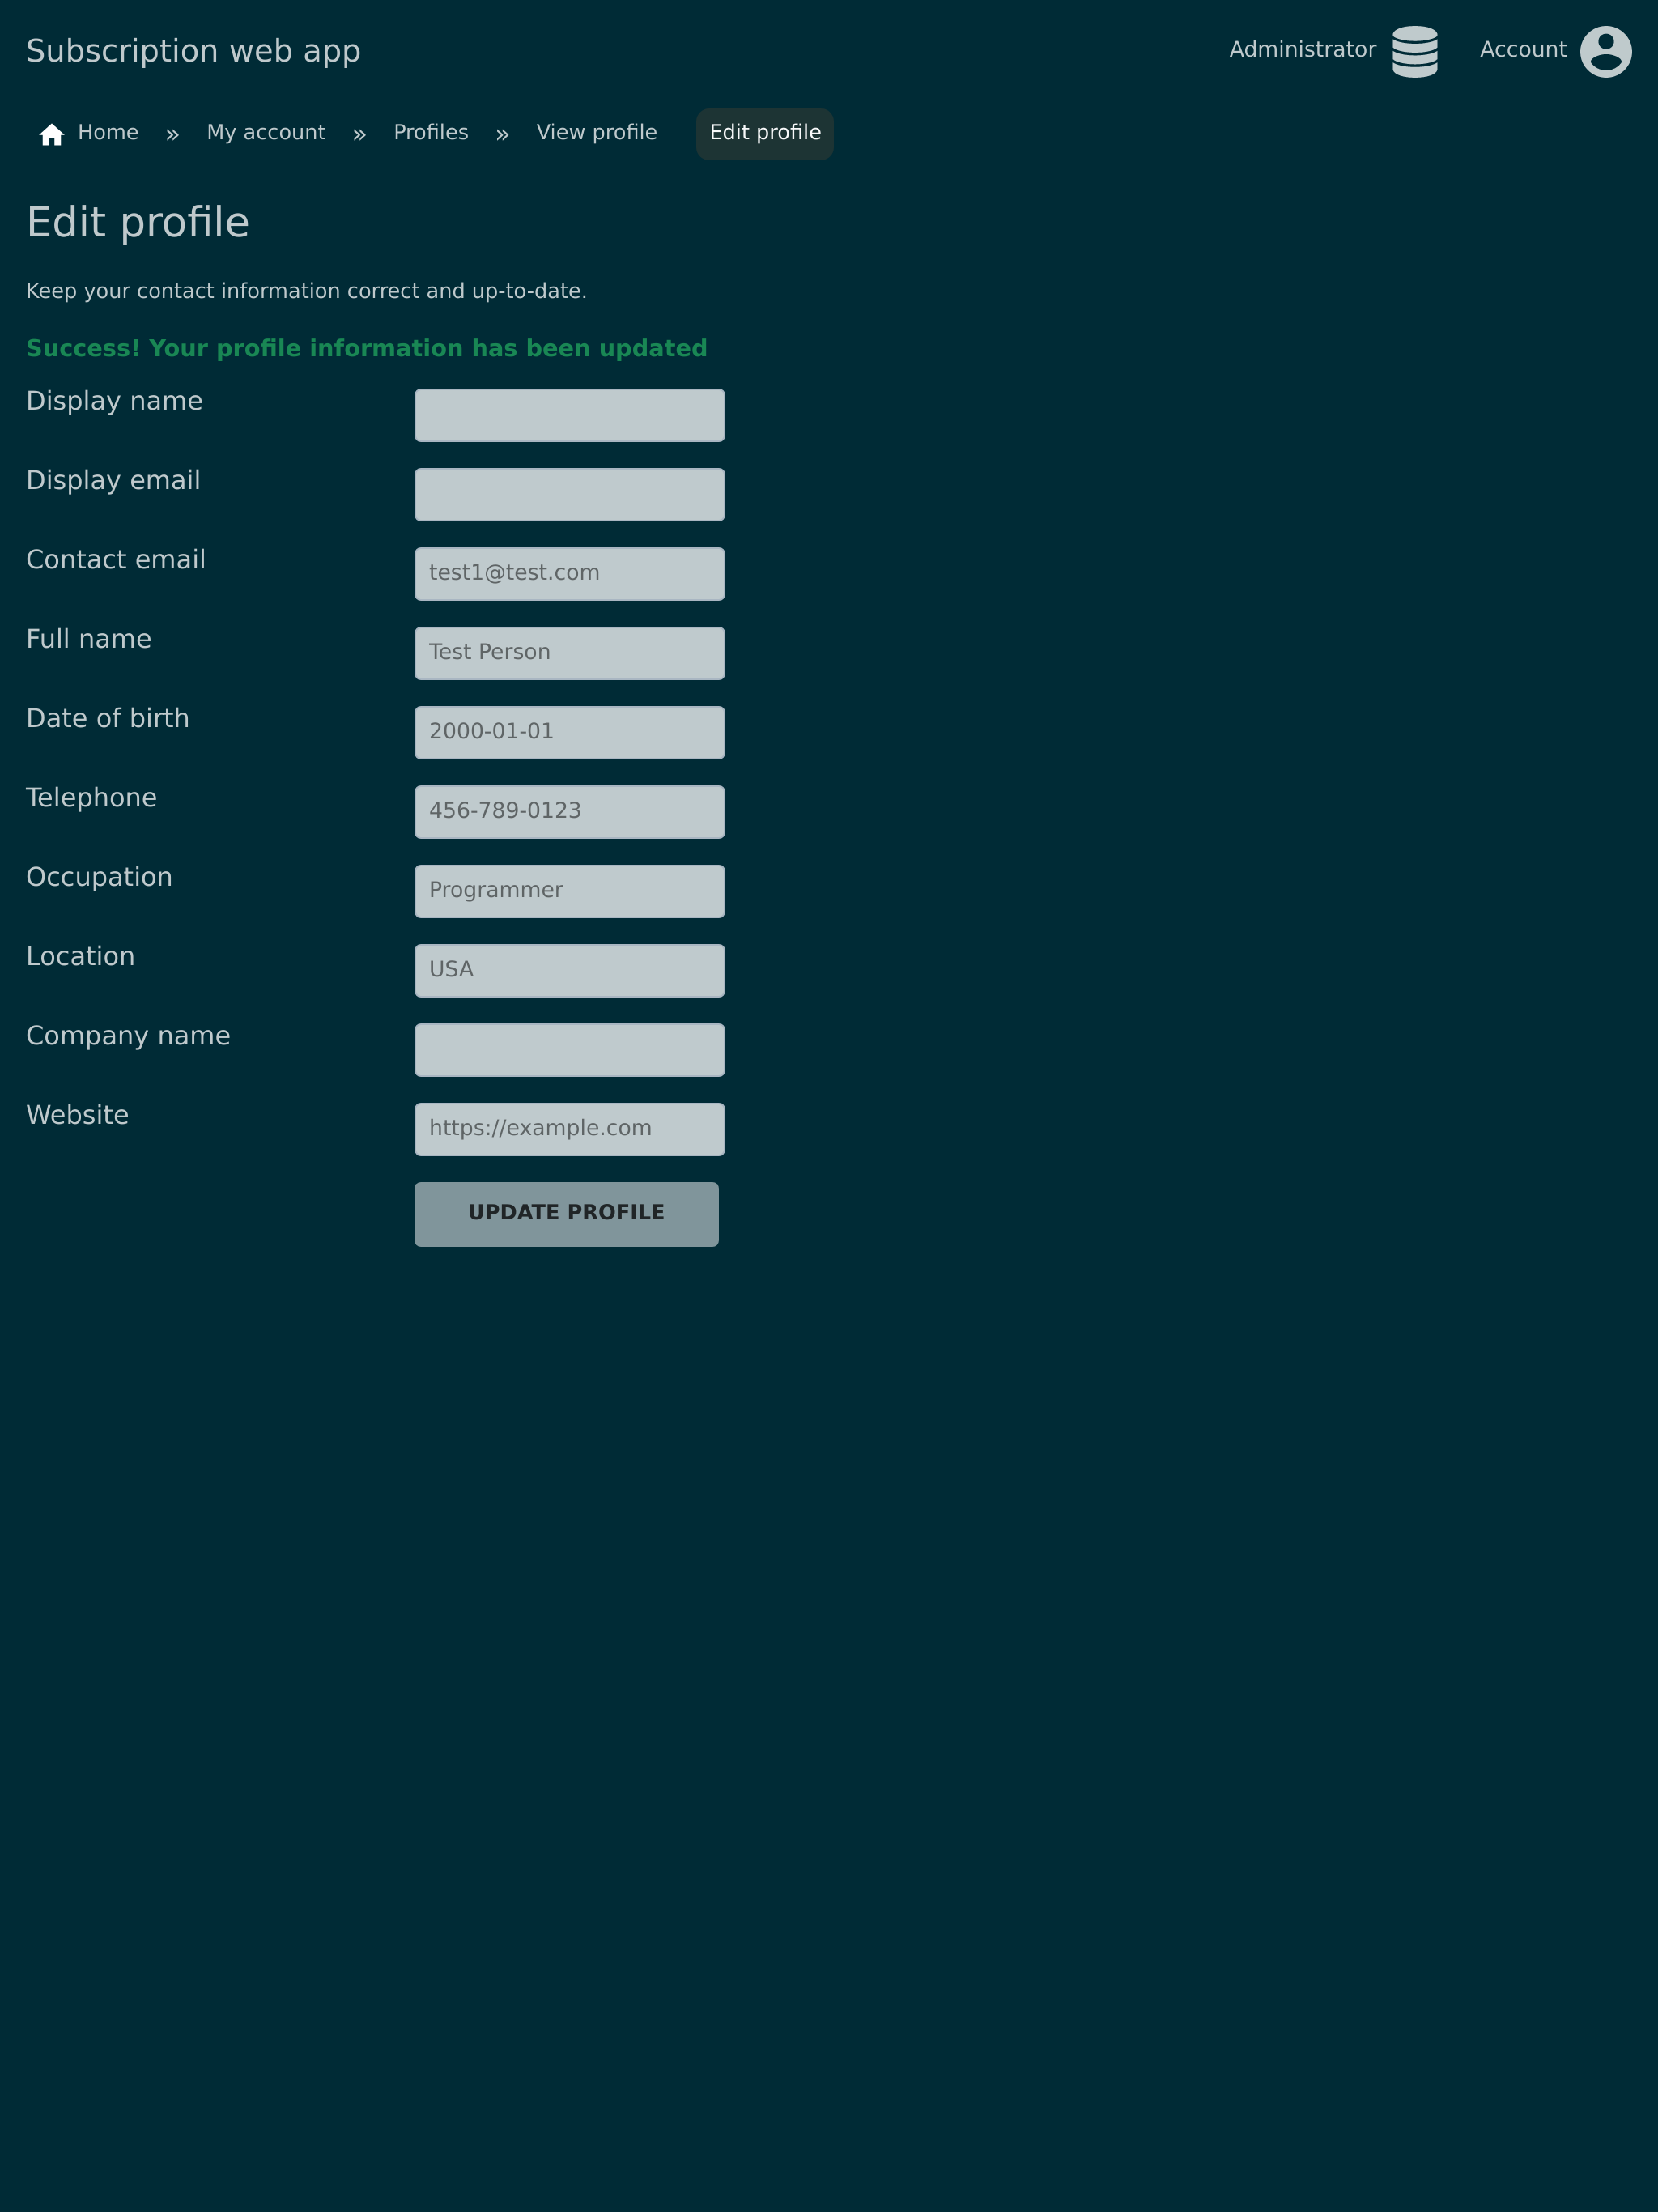 Subscription web app Administrator Account
Home » My account » Profiles » View profile Edit profile
Edit profile
Keep your contact information correct and up-to-date.
Success! Your profile information has been updated
Display name
Display email
Contact email test1@test.com
Full name Test Person
Date of birth 2000-01-01
Telephone 456-789-0123
Occupation Programmer
Location USA
Company name
Website https://example.com
UPDATE PROFILE